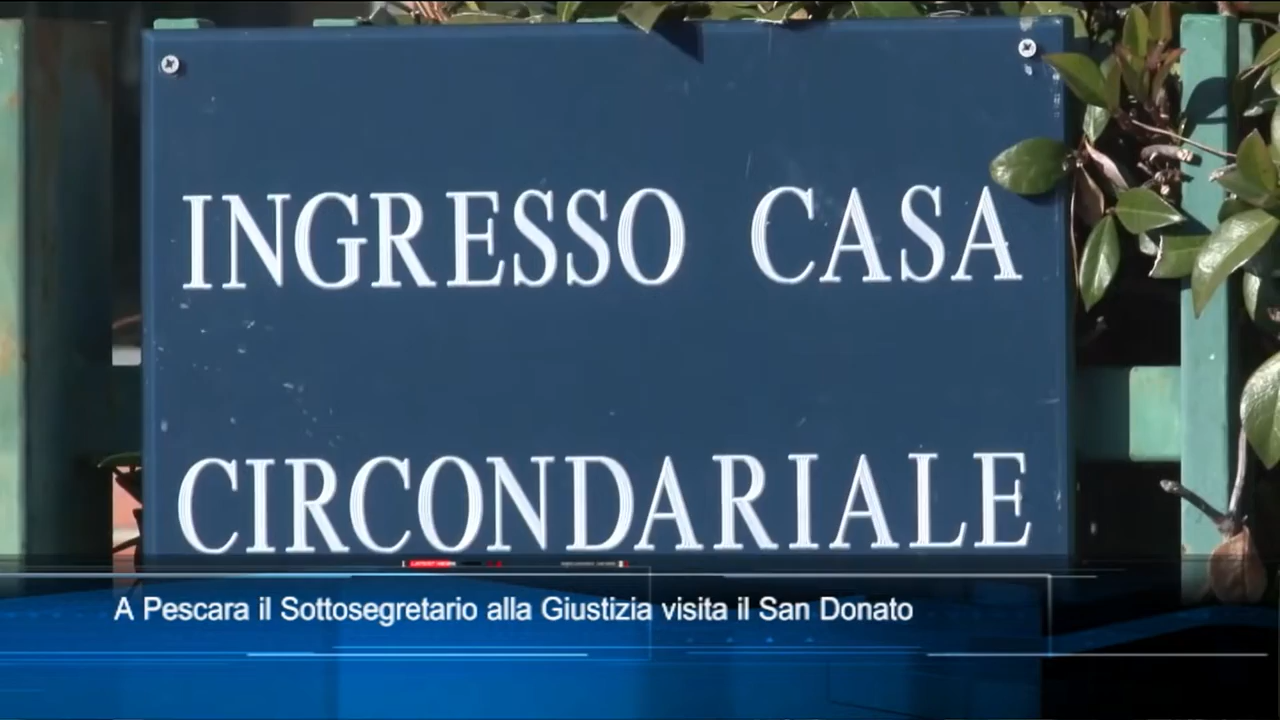 INGRESSO CASA
CIRCONDARIALE
A Pescara il Sottosegretario alla Giustizia visita il San Donato